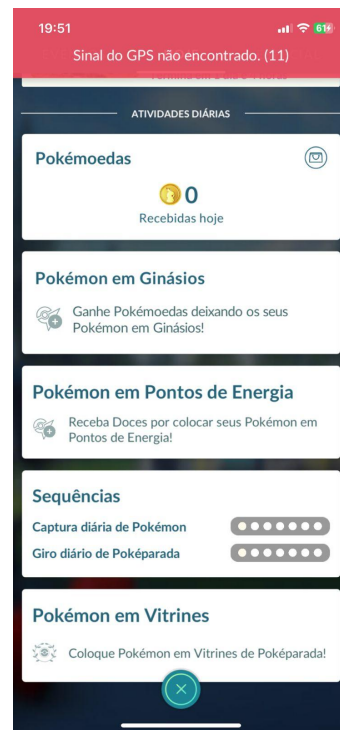 19:51
61
Sinal do GPS não encontrado. (11)
ATIVIDADES DIÁRIAS
Pokémoedas
0
Recebidas hoje
Pokémon em Ginásios
Ganhe Pokémoedas deixando os seus
Pokémon em Ginásios!
Pokémon em Pontos de Energia
Receba Doces por colocar seus Pokémon em
Pontos de Energia!
Sequências
Captura diária de Pokémon
Giro diário de Poképarada
Pokémon em Vitrines
Coloque Pokémon em Vitrines de Poképarada!